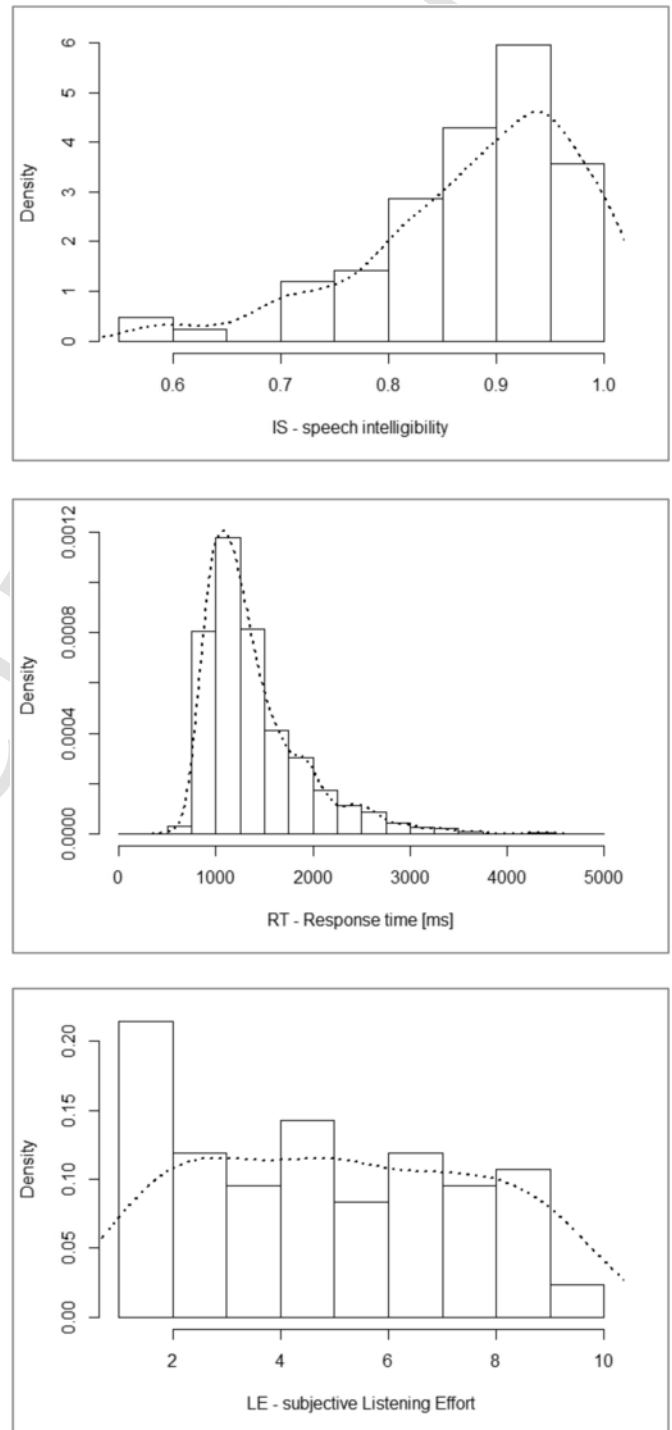 6
5
4
3
2
1
0
Density
0.6 0.7 0.8 0.9 1.0
IS - speech intelligibility
0.0012
0.0008
0.0004
0.0000
Density
0 1000 2000 3000 4000 5000
RT - Response time [ms]
0.20
0.15
0.10
0.05
0.00
Density
2 4 6 8 10
LE - subjective Listening Effort